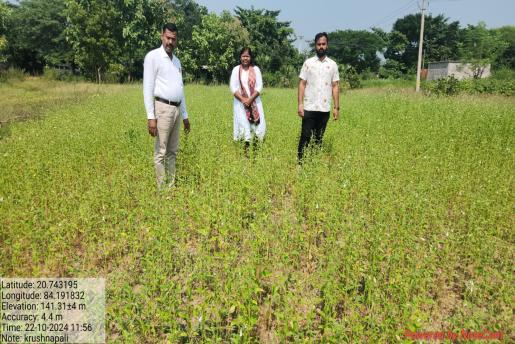 Latitude: 20.743195
Longitude: 84.191832
Elevation: 141.31±4 m
Accuracy: 4.4 m
Time: 22-10-2024 11:56
Note: krushnapali
Powered by NoteCam